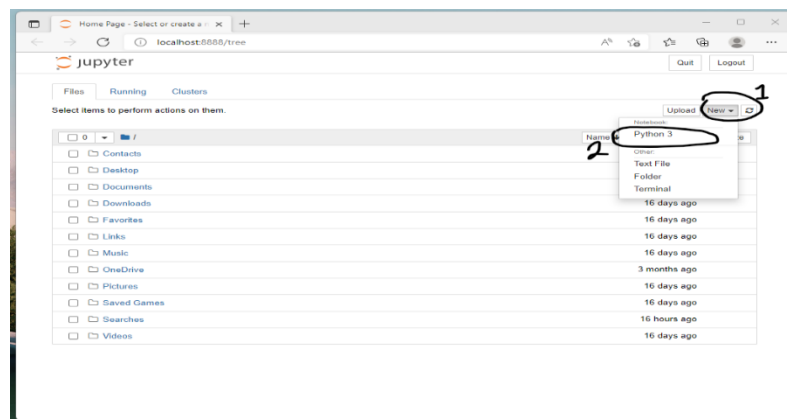 Home Page - Select or create a n
localhost:8888/tree
jupyter
Quit
Logout
Files
Running
Clusters
Select items to perform actions on them.
Upload
New
1
0
/
Name
Notebook:
Python 3
2
Other:
Text File
Folder
Terminal
Contacts
Desktop
Documents
Downloads
16 days ago
Favorites
16 days ago
Links
16 days ago
Music
16 days ago
OneDrive
3 months ago
Pictures
16 days ago
Saved Games
16 days ago
Searches
16 hours ago
Videos
16 days ago